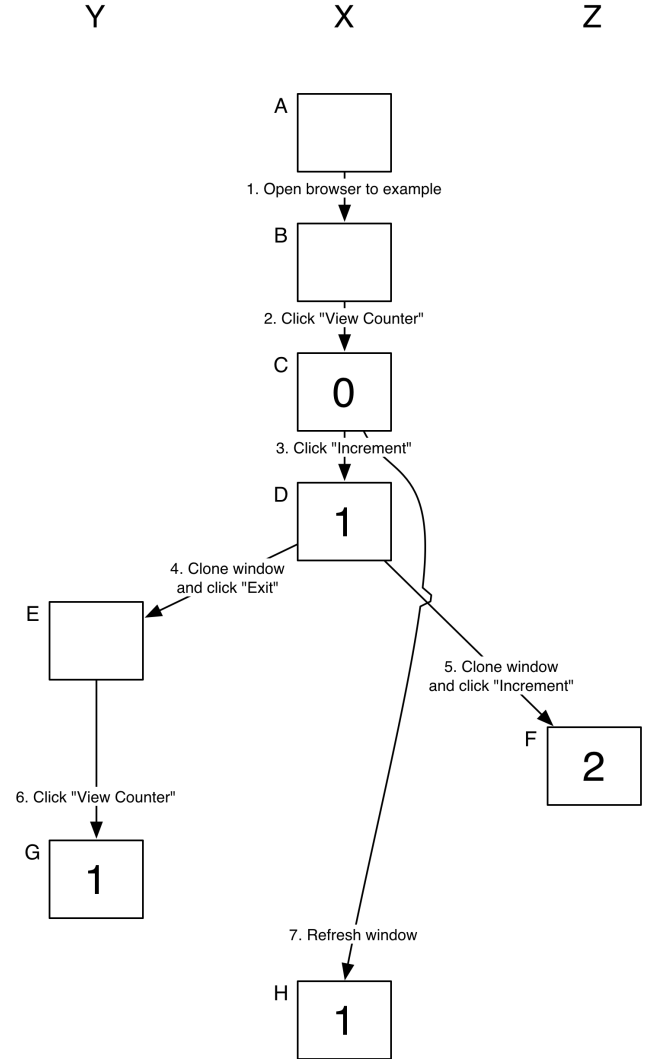 Y X Z
A
1. Open browser to example
B
2. Click "View Counter"
C
0
3. Click "Increment"
D
1
4. Clone window
and click "Exit"
E
5. Clone window
and click "Increment"
F
2
6. Click "View Counter"
G
1
7. Refresh window
H
1